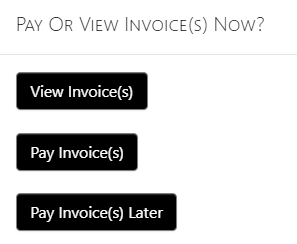 Pay Or View Invoice(s) Now?
View Invoice(s)
Pay Invoice(s)
Pay Invoice(s) Later